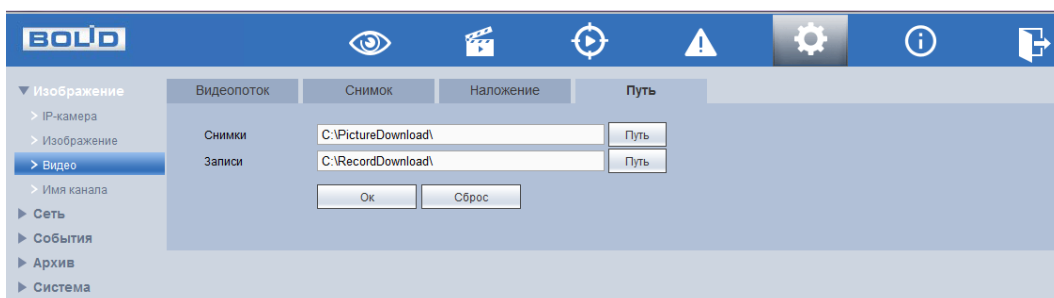 BOLID
Изображение
> IP-камера
> Изображение
> Видео
> Имя канала
Сеть
События
Архив
Система
Видеопоток Снимок Наложение Путь
Снимки C:\PictureDownload\ Путь
Записи C:\RecordDownload\ Путь
Ок Сброс